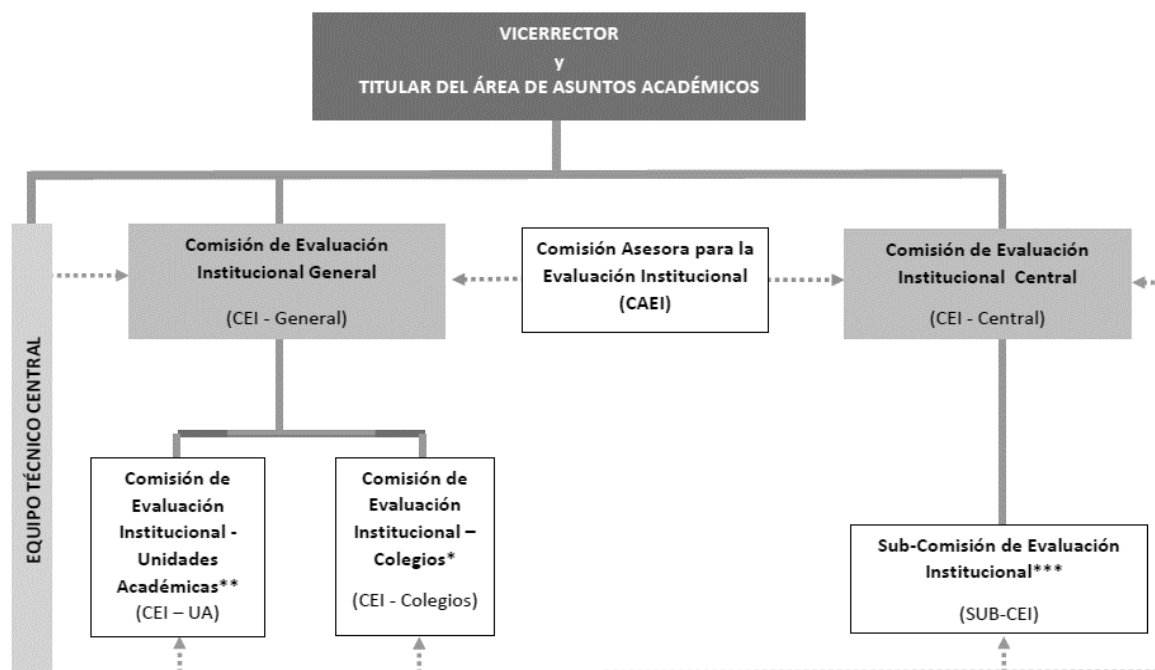 VICERRECTOR
y
TITULAR DEL ÁREA DE ASUNTOS ACADÉMICOS
EQUIPO TÉCNICO CENTRAL
Comisión de Evaluación
Institucional General
(CEI - General)
Comisión Asesora para la
Evaluación Institucional
(CAEI)
Comisión de Evaluación
Institucional Central
(CEI - Central)
Comisión de
Evaluación
Institucional -
Unidades
Académicas**
(CEI – UA)
Comisión de
Evaluación
Institucional –
Colegios*
(CEI - Colegios)
Sub-Comisión de Evaluación
Institucional***
(SUB-CEI)